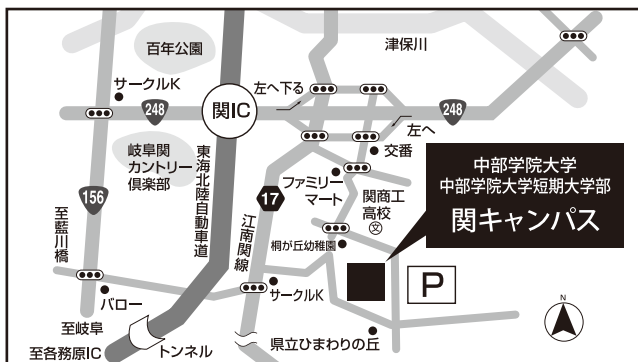 百年公園
津保川
サークルK
左へ下る
248
関IC
248
左へ
交番
岐阜関
カントリー
倶楽部
東海北陸自動車道
ファミリー
マート
関商工
高校
文
中部学院大学
中部学院大学短期大学部
関キャンパス
156
17
江南関線
至藍川橋
桐が丘幼稚園
バロー
サークルK
P
N
至岐阜
至各務原IC
トンネル
県立ひまわりの丘